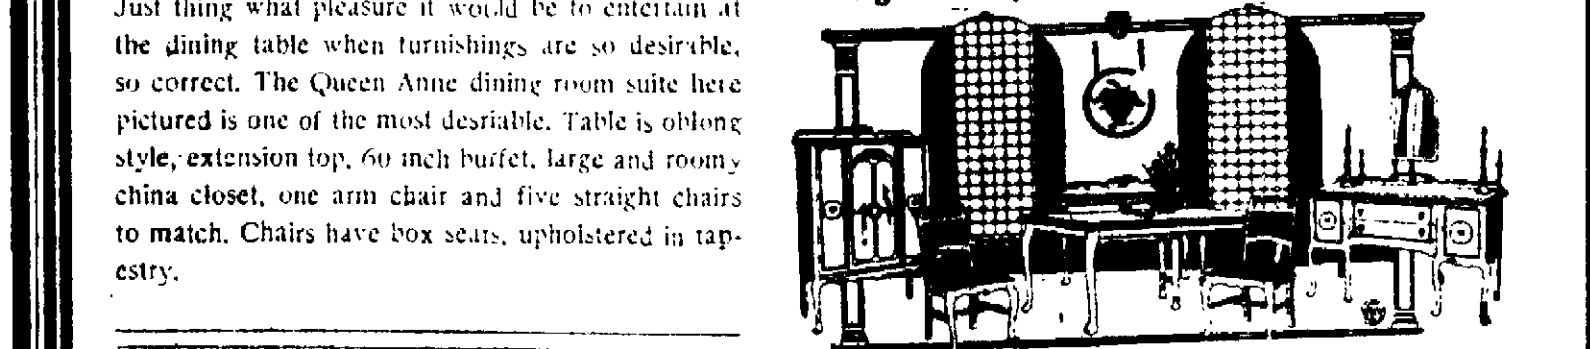 Just thing what pleasure it would be to entertain at
the dining table when furnishings are so desirable,
so correct. The Queen Anne dining room suite here
pictured is one of the most desriable. Table is oblong
style, extension top, 60 inch buffet, large and roomy
china closet, one arm chair and five straight chairs
to match. Chairs have box seats, upholstered in tap-
estry.